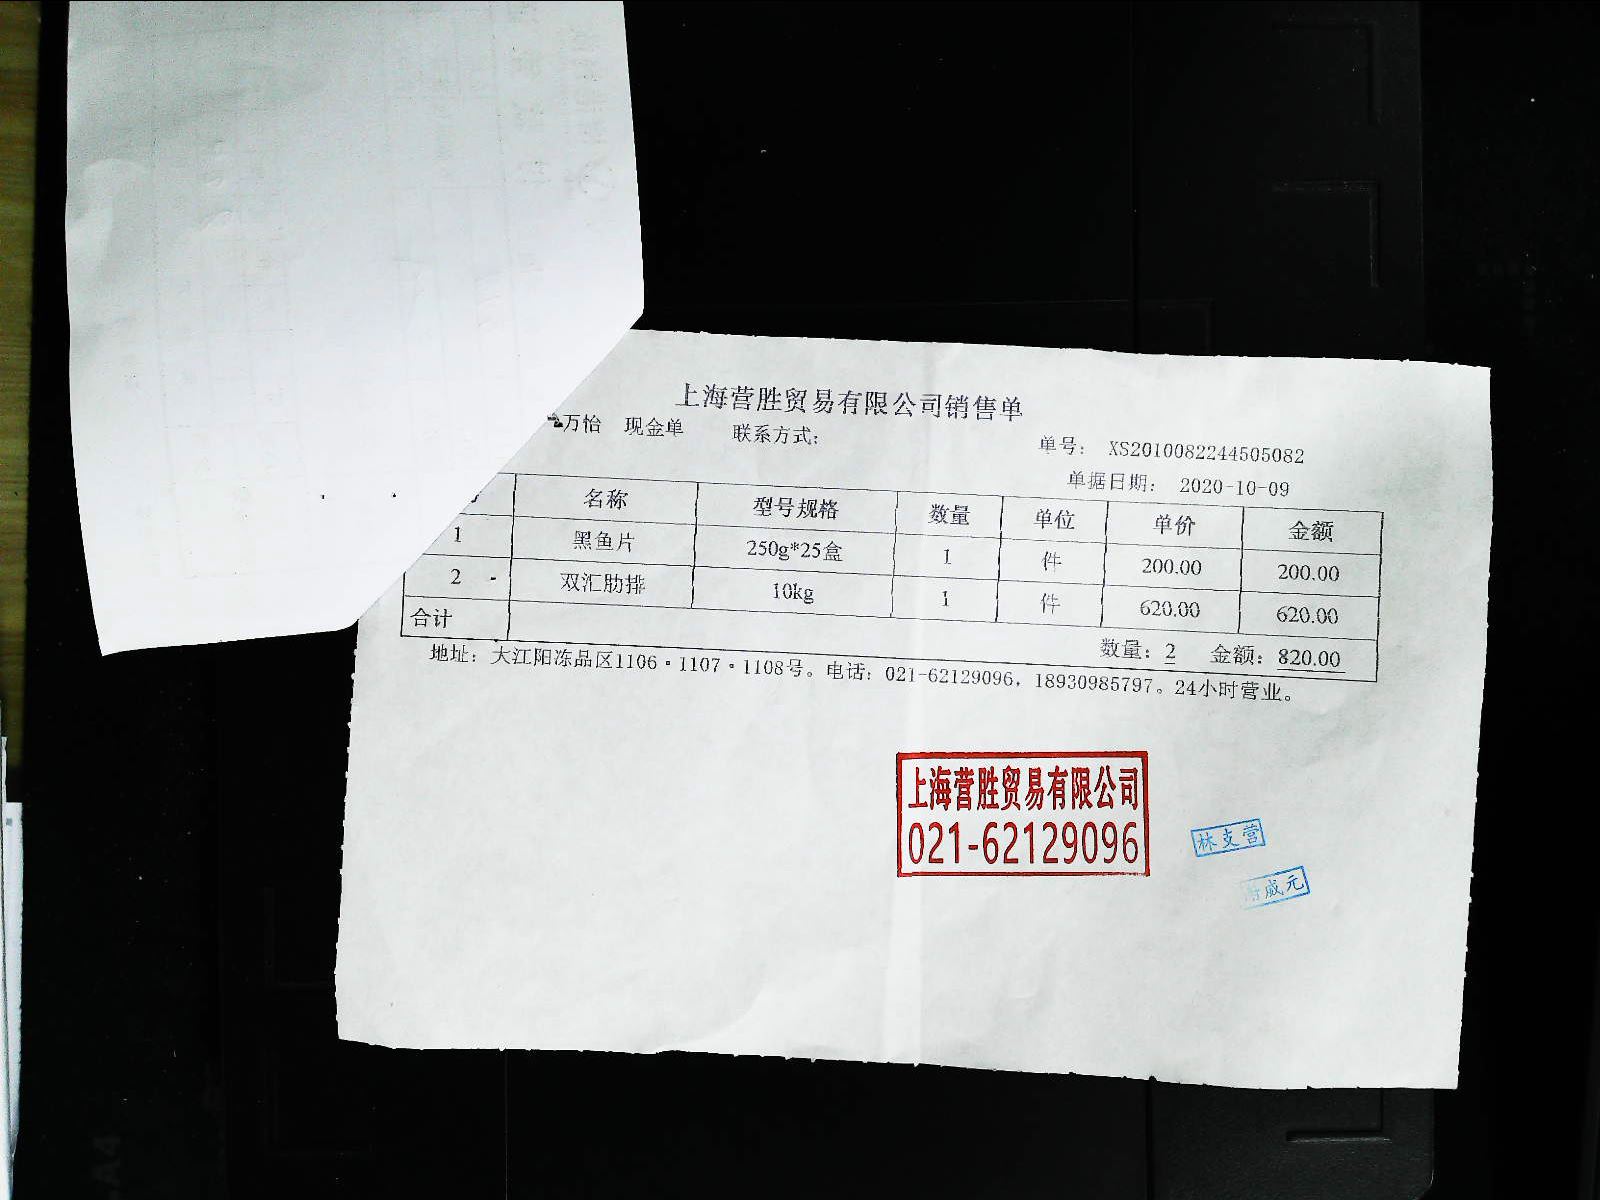 上海营胜贸易有限公司销售单
万怡 现金单 联系方式:
单号: XS2010082244505082
单据日期: 2020-10-09
名称 型号规格 数量 单位 单价 金额
1 黑鱼片 250g*25盒 1 件 200.00 200.00
2 - 双汇肋排 10kg 1 件 620.00 620.00
合计 数量: 2 金额: 820.00
地址: 大江阳冻品区1106·1107·1108号。电话: 021-62129096, 18930985797。24小时营业。
上海营胜贸易有限公司
021-62129096
林支营
威元
A4